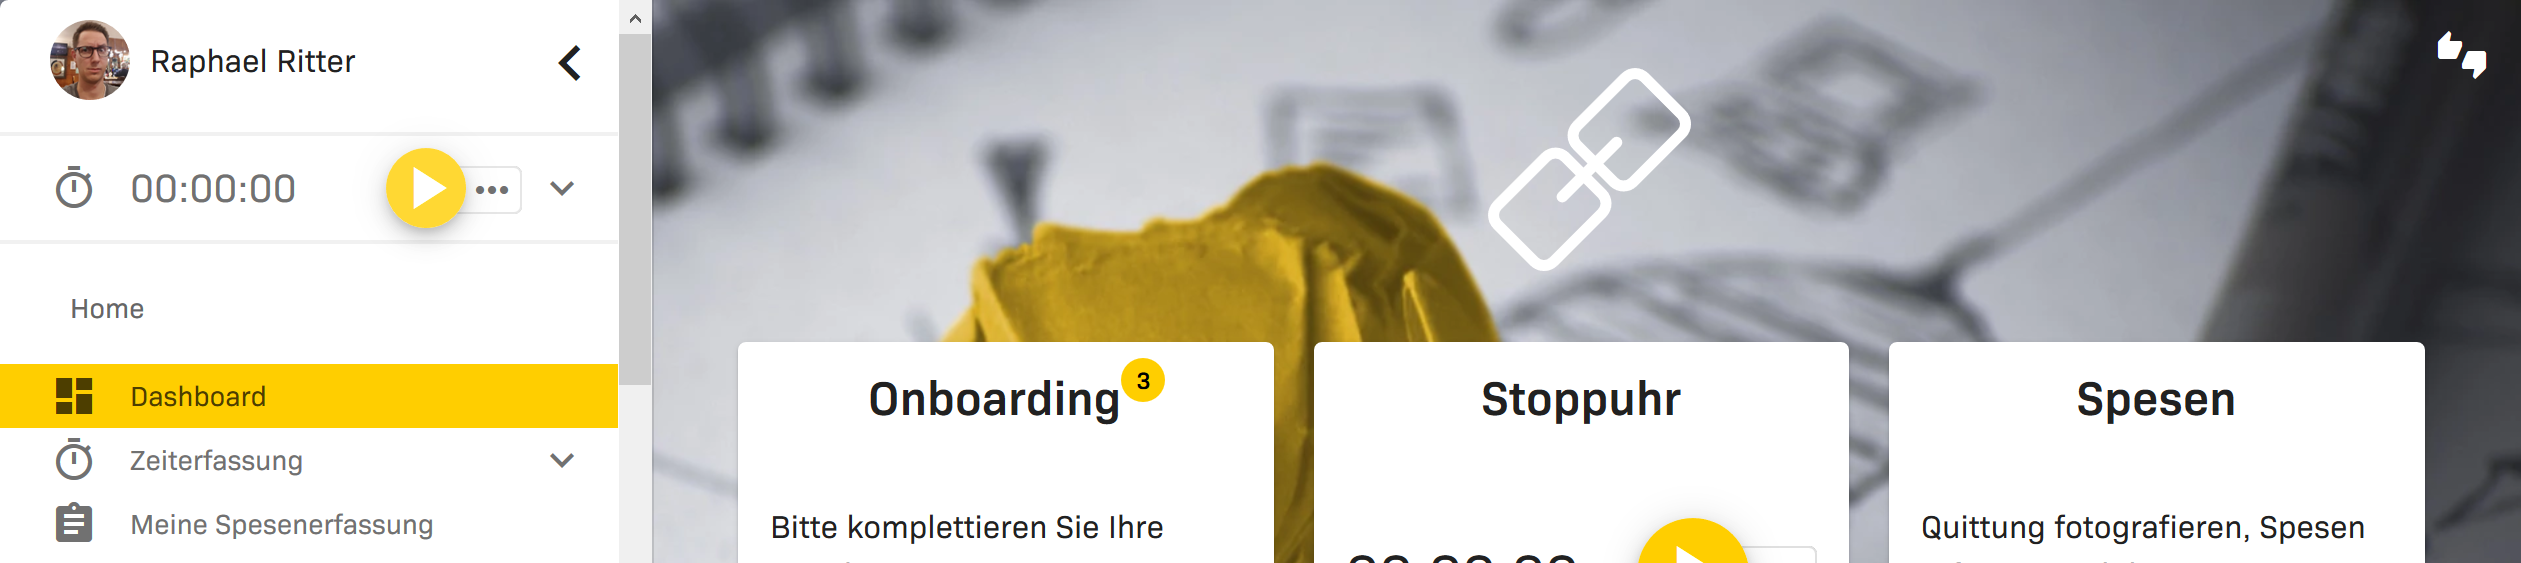 Raphael Ritter
00:00:00
Home
Dashboard
Zeiterfassung
Meine Spesenerfassung
Onboarding
3
Bitte komplettieren Sie Ihre
Stoppuhr
Spesen
Quittung fotografieren, Spesen